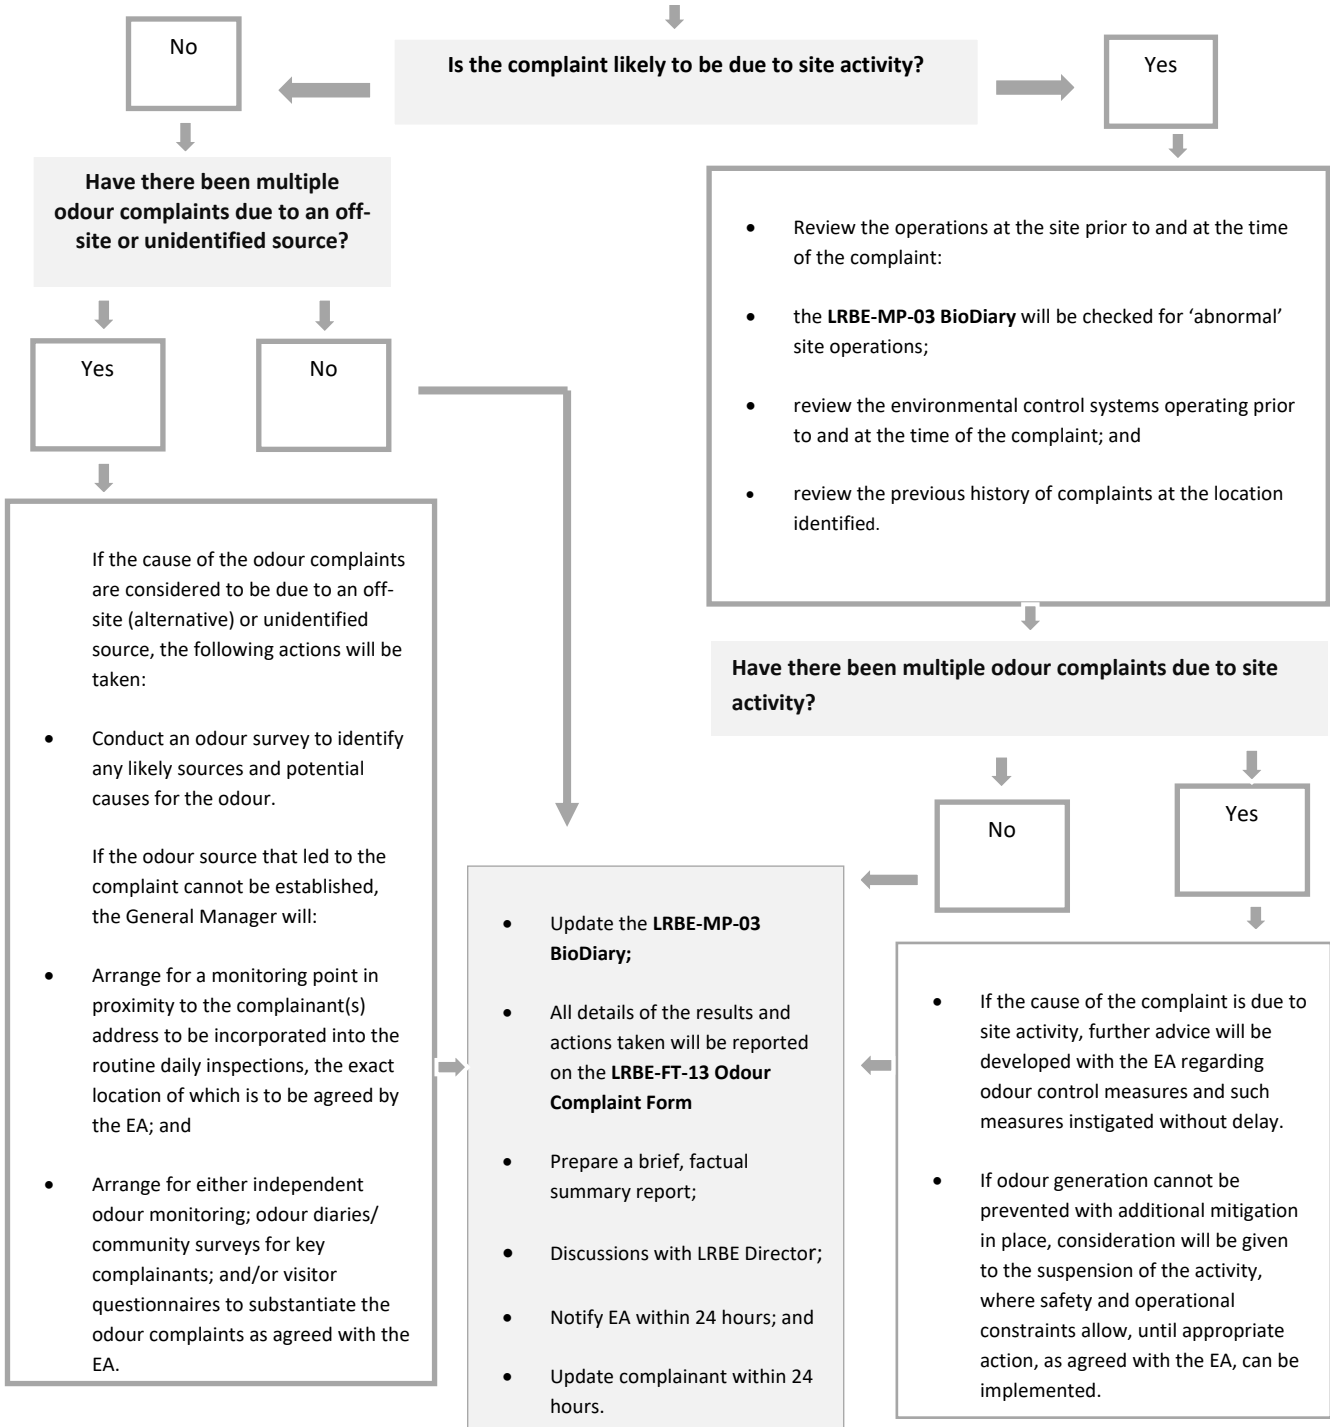 Is the complaint likely to be due to site activity?
No
Yes
Have there been multiple
odour complaints due to an off-
site or unidentified source?
Yes
No
If the cause of the odour complaints
are considered to be due to an off-
site (alternative) or unidentified
source, the following actions will be
taken:
• Conduct an odour survey to identify
any likely sources and potential
causes for the odour.
If the odour source that led to the
complaint cannot be established,
the General Manager will:
• Arrange for a monitoring point in
proximity to the complainant(s)
address to be incorporated into the
routine daily inspections, the exact
location of which is to be agreed by
the EA; and
• Arrange for either independent
odour monitoring; odour diaries/
community surveys for key
complainants; and/or visitor
questionnaires to substantiate the
odour complaints as agreed with the
EA.
• Review the operations at the site prior to and at the time
of the complaint:
• the LRBE-MP-03 BioDiary will be checked for ‘abnormal’
site operations;
• review the environmental control systems operating prior
to and at the time of the complaint; and
• review the previous history of complaints at the location
identified.
Have there been multiple odour complaints due to site
activity?
No
Yes
• If the cause of the complaint is due to
site activity, further advice will be
developed with the EA regarding
odour control measures and such
measures instigated without delay.
• If odour generation cannot be
prevented with additional mitigation
in place, consideration will be given
to the suspension of the activity,
where safety and operational
constraints allow, until appropriate
action, as agreed with the EA, can be
implemented.
• Update the LRBE-MP-03
BioDiary;
• All details of the results and
actions taken will be reported
on the LRBE-FT-13 Odour
Complaint Form
• Prepare a brief, factual
summary report;
• Discussions with LRBE Director;
• Notify EA within 24 hours; and
• Update complainant within 24
hours.